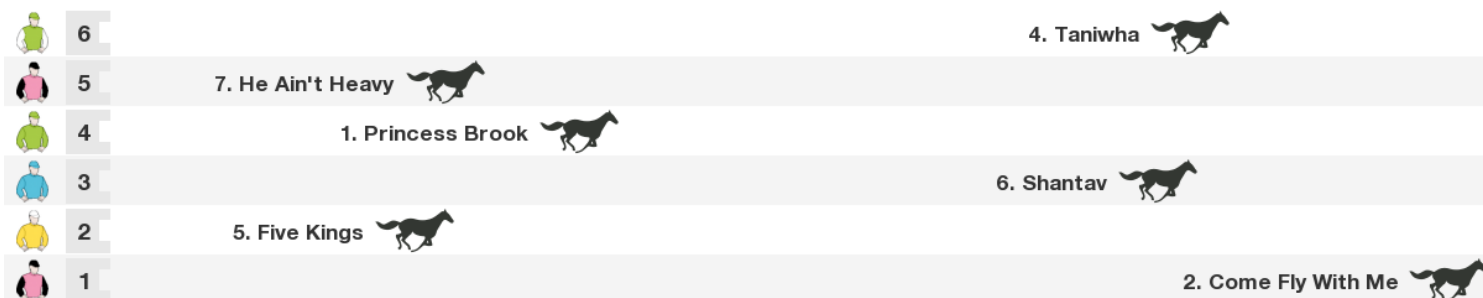 6 4. Taniwha
5 7. He Ain't Heavy
4 1. Princess Brook
3 6. Shantav
2 5. Five Kings
1 2. Come Fly With Me